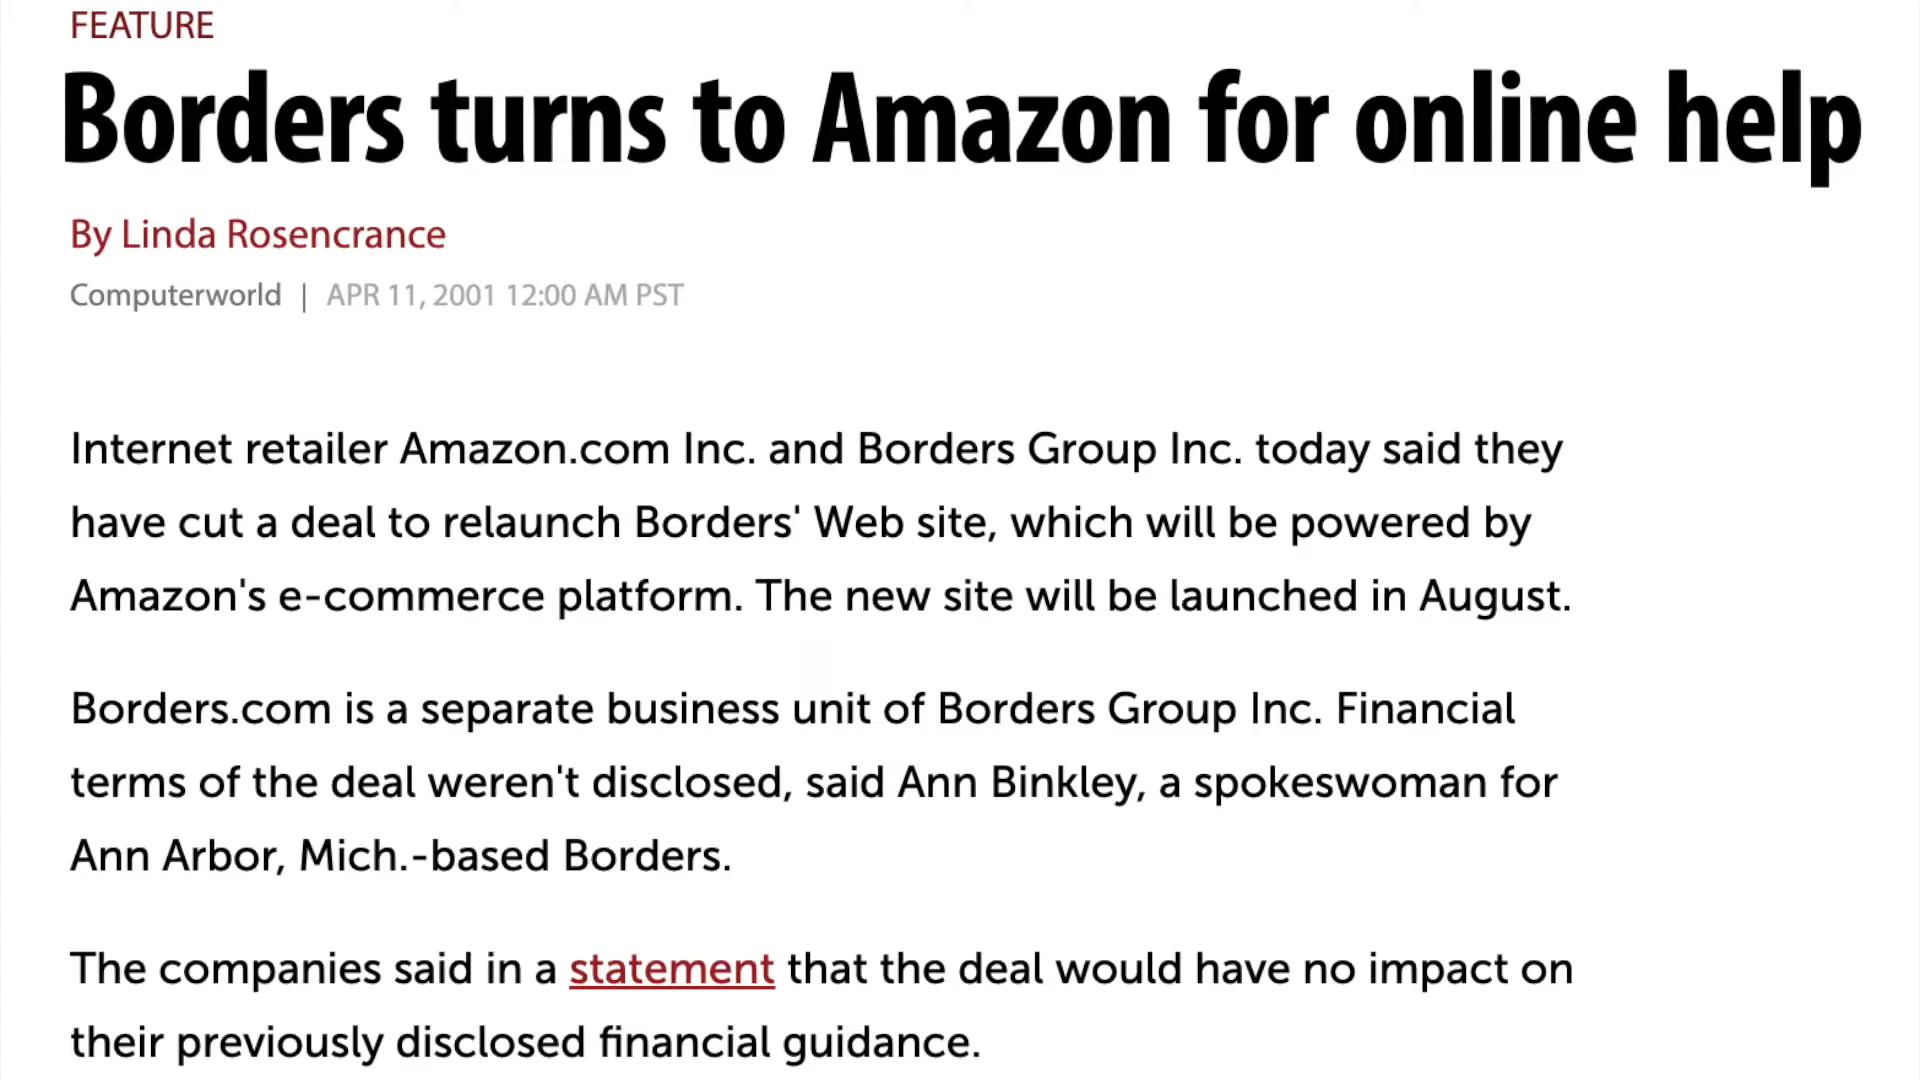 FEATURE
Borders turns to Amazon for online help
By Linda Rosencrance
Computerworld | APR 11, 2001 12:00 AM PST
Internet retailer Amazon.com Inc. and Borders Group Inc. today said they
have cut a deal to relaunch Borders' Web site, which will be powered by
Amazon's e-commerce platform. The new site will be launched in August.
Borders.com is a separate business unit of Borders Group Inc. Financial
terms of the deal weren't disclosed, said Ann Binkley, a spokeswoman for
Ann Arbor, Mich.-based Borders.
The companies said in a statement that the deal would have no impact on
their previously disclosed financial guidance.